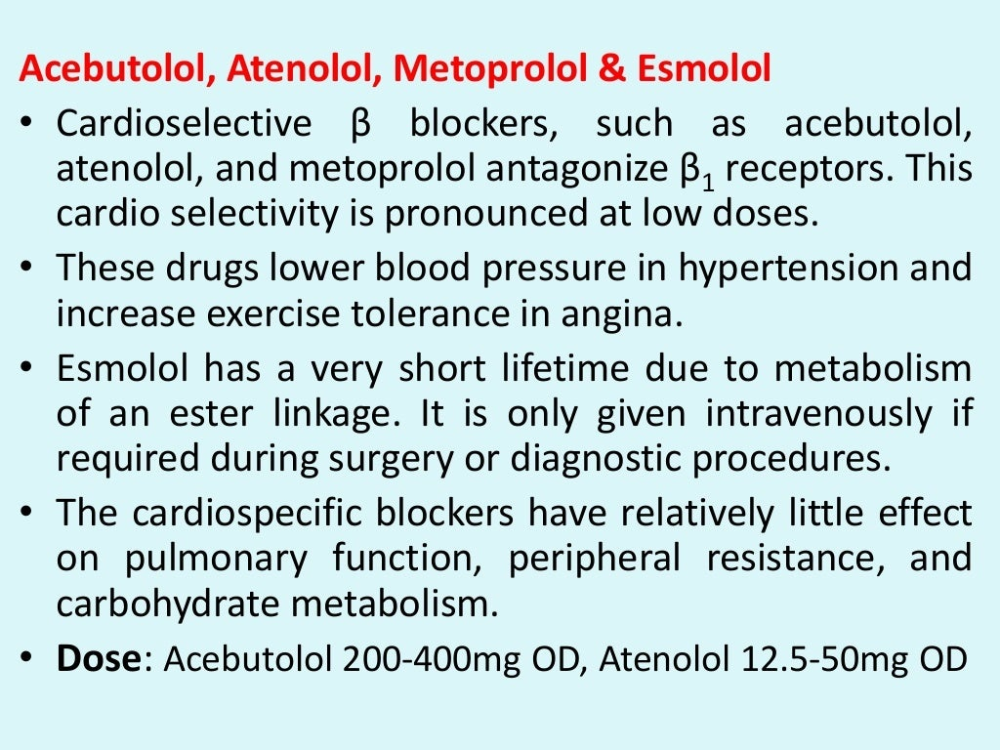 Acebutolol, Atenolol, Metoprolol & Esmolol
• Cardioselective β blockers, such as acebutolol,
atenolol, and metoprolol antagonize β₁ receptors. This
cardio selectivity is pronounced at low doses.
• These drugs lower blood pressure in hypertension and
increase exercise tolerance in angina.
• Esmolol has a very short lifetime due to metabolism
of an ester linkage. It is only given intravenously if
required during surgery or diagnostic procedures.
• The cardiospecific blockers have relatively little effect
on pulmonary function, peripheral resistance, and
carbohydrate metabolism.
• Dose: Acebutolol 200-400mg OD, Atenolol 12.5-50mg OD